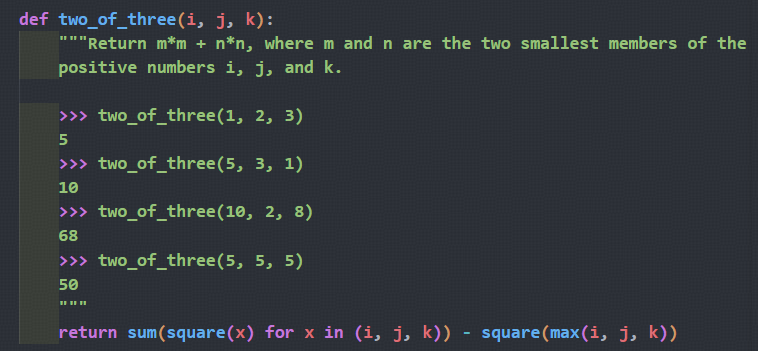 def two_of_three(i, j, k):
    """Return m*m + n*n, where m and n are the two smallest members of the
    positive numbers i, j, and k.

    >>> two_of_three(1, 2, 3)
    5
    >>> two_of_three(5, 3, 1)
    10
    >>> two_of_three(10, 2, 8)
    68
    >>> two_of_three(5, 5, 5)
    50
    """
    return sum(square(x) for x in (i, j, k)) - square(max(i, j, k))